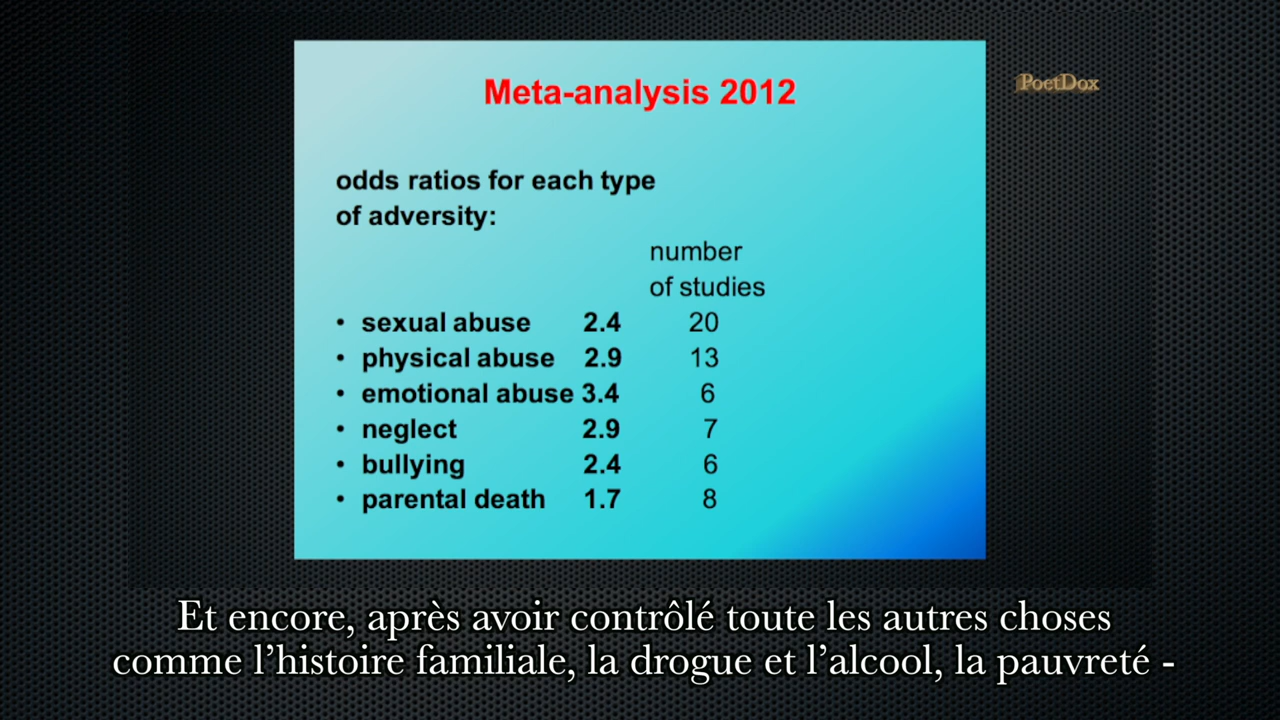 Meta-analysis 2012
PoetDox
odds ratios for each type
of adversity:
number
of studies
• sexual abuse 2.4 20
• physical abuse 2.9 13
• emotional abuse 3.4 6
• neglect 2.9 7
• bullying 2.4 6
• parental death 1.7 8
Et encore, après avoir contrôlé toute les autres choses
comme l’histoire familiale, la drogue et l’alcool, la pauvreté -